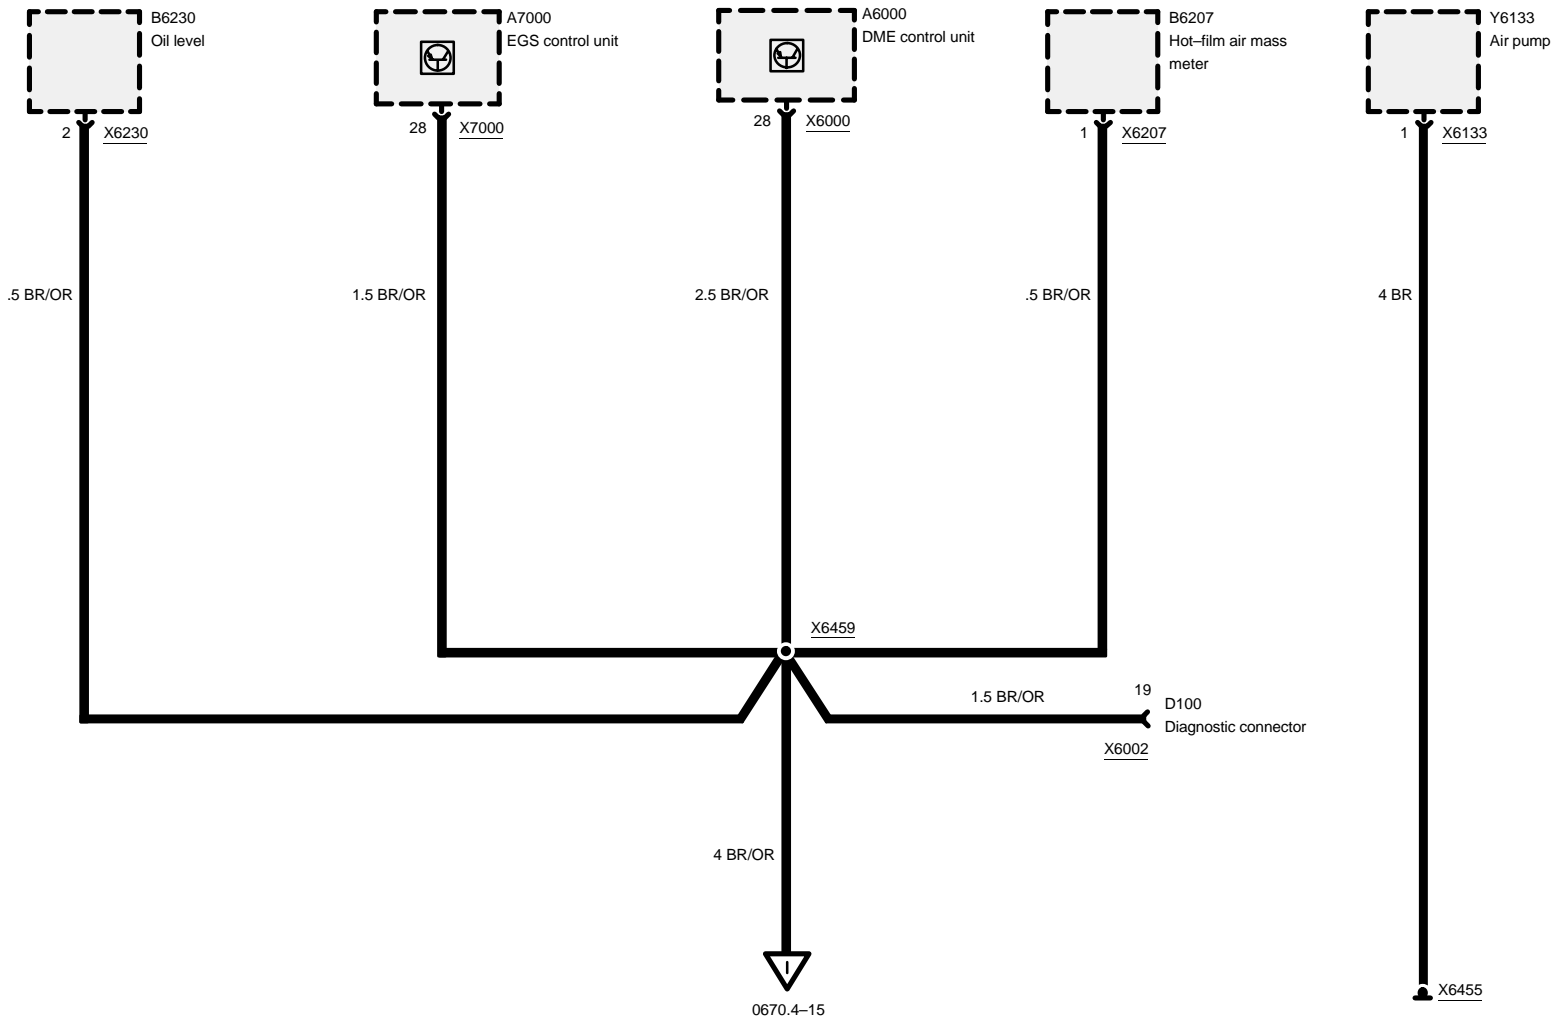 B6230
Oil level
A7000
EGS control unit
A6000
DME control unit
B6207
Hot–film air mass
meter
Y6133
Air pump
2 X6230
28 X7000
28 X6000
1 X6207
1 X6133
.5 BR/OR
1.5 BR/OR
2.5 BR/OR
.5 BR/OR
4 BR
X6459
1.5 BR/OR
19
D100
Diagnostic connector
X6002
4 BR/OR
I
0670.4–15
X6455